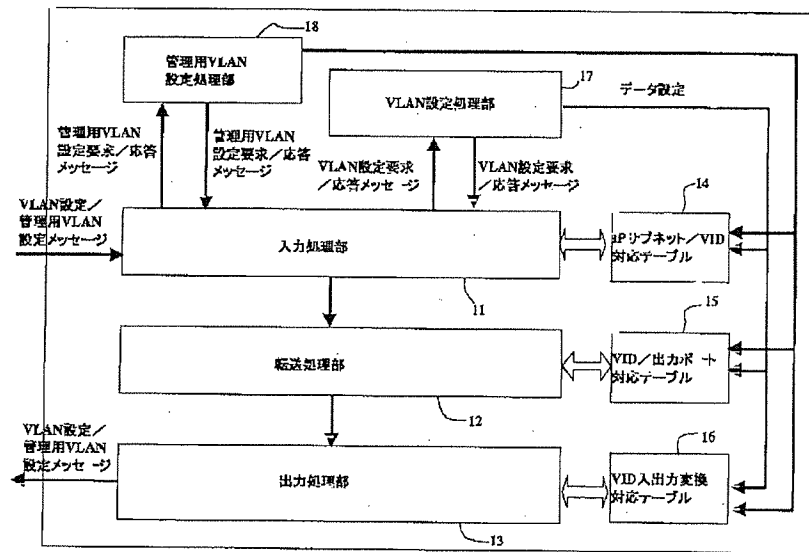 18
管理用VLAN
設定処理部
17
VLAN設定処理部
データ設定
管理用VLAN
設定要求/応答
メッセージ
管理用VLAN
設定要求/応答
メッセージ
VLAN設定要求
/応答メッセージ
VLAN設定要求
/応答メッセージ
VLAN設定/
管理用VLAN
設定メッセージ
入力処理部
11
14
IPサブネット/VID
対応テーブル
転送処理部
12
15
VID/出力ポート
対応テーブル
VLAN設定/
管理用VLAN
設定メッセージ
出力処理部
13
16
VID入出力変換
対応テーブル